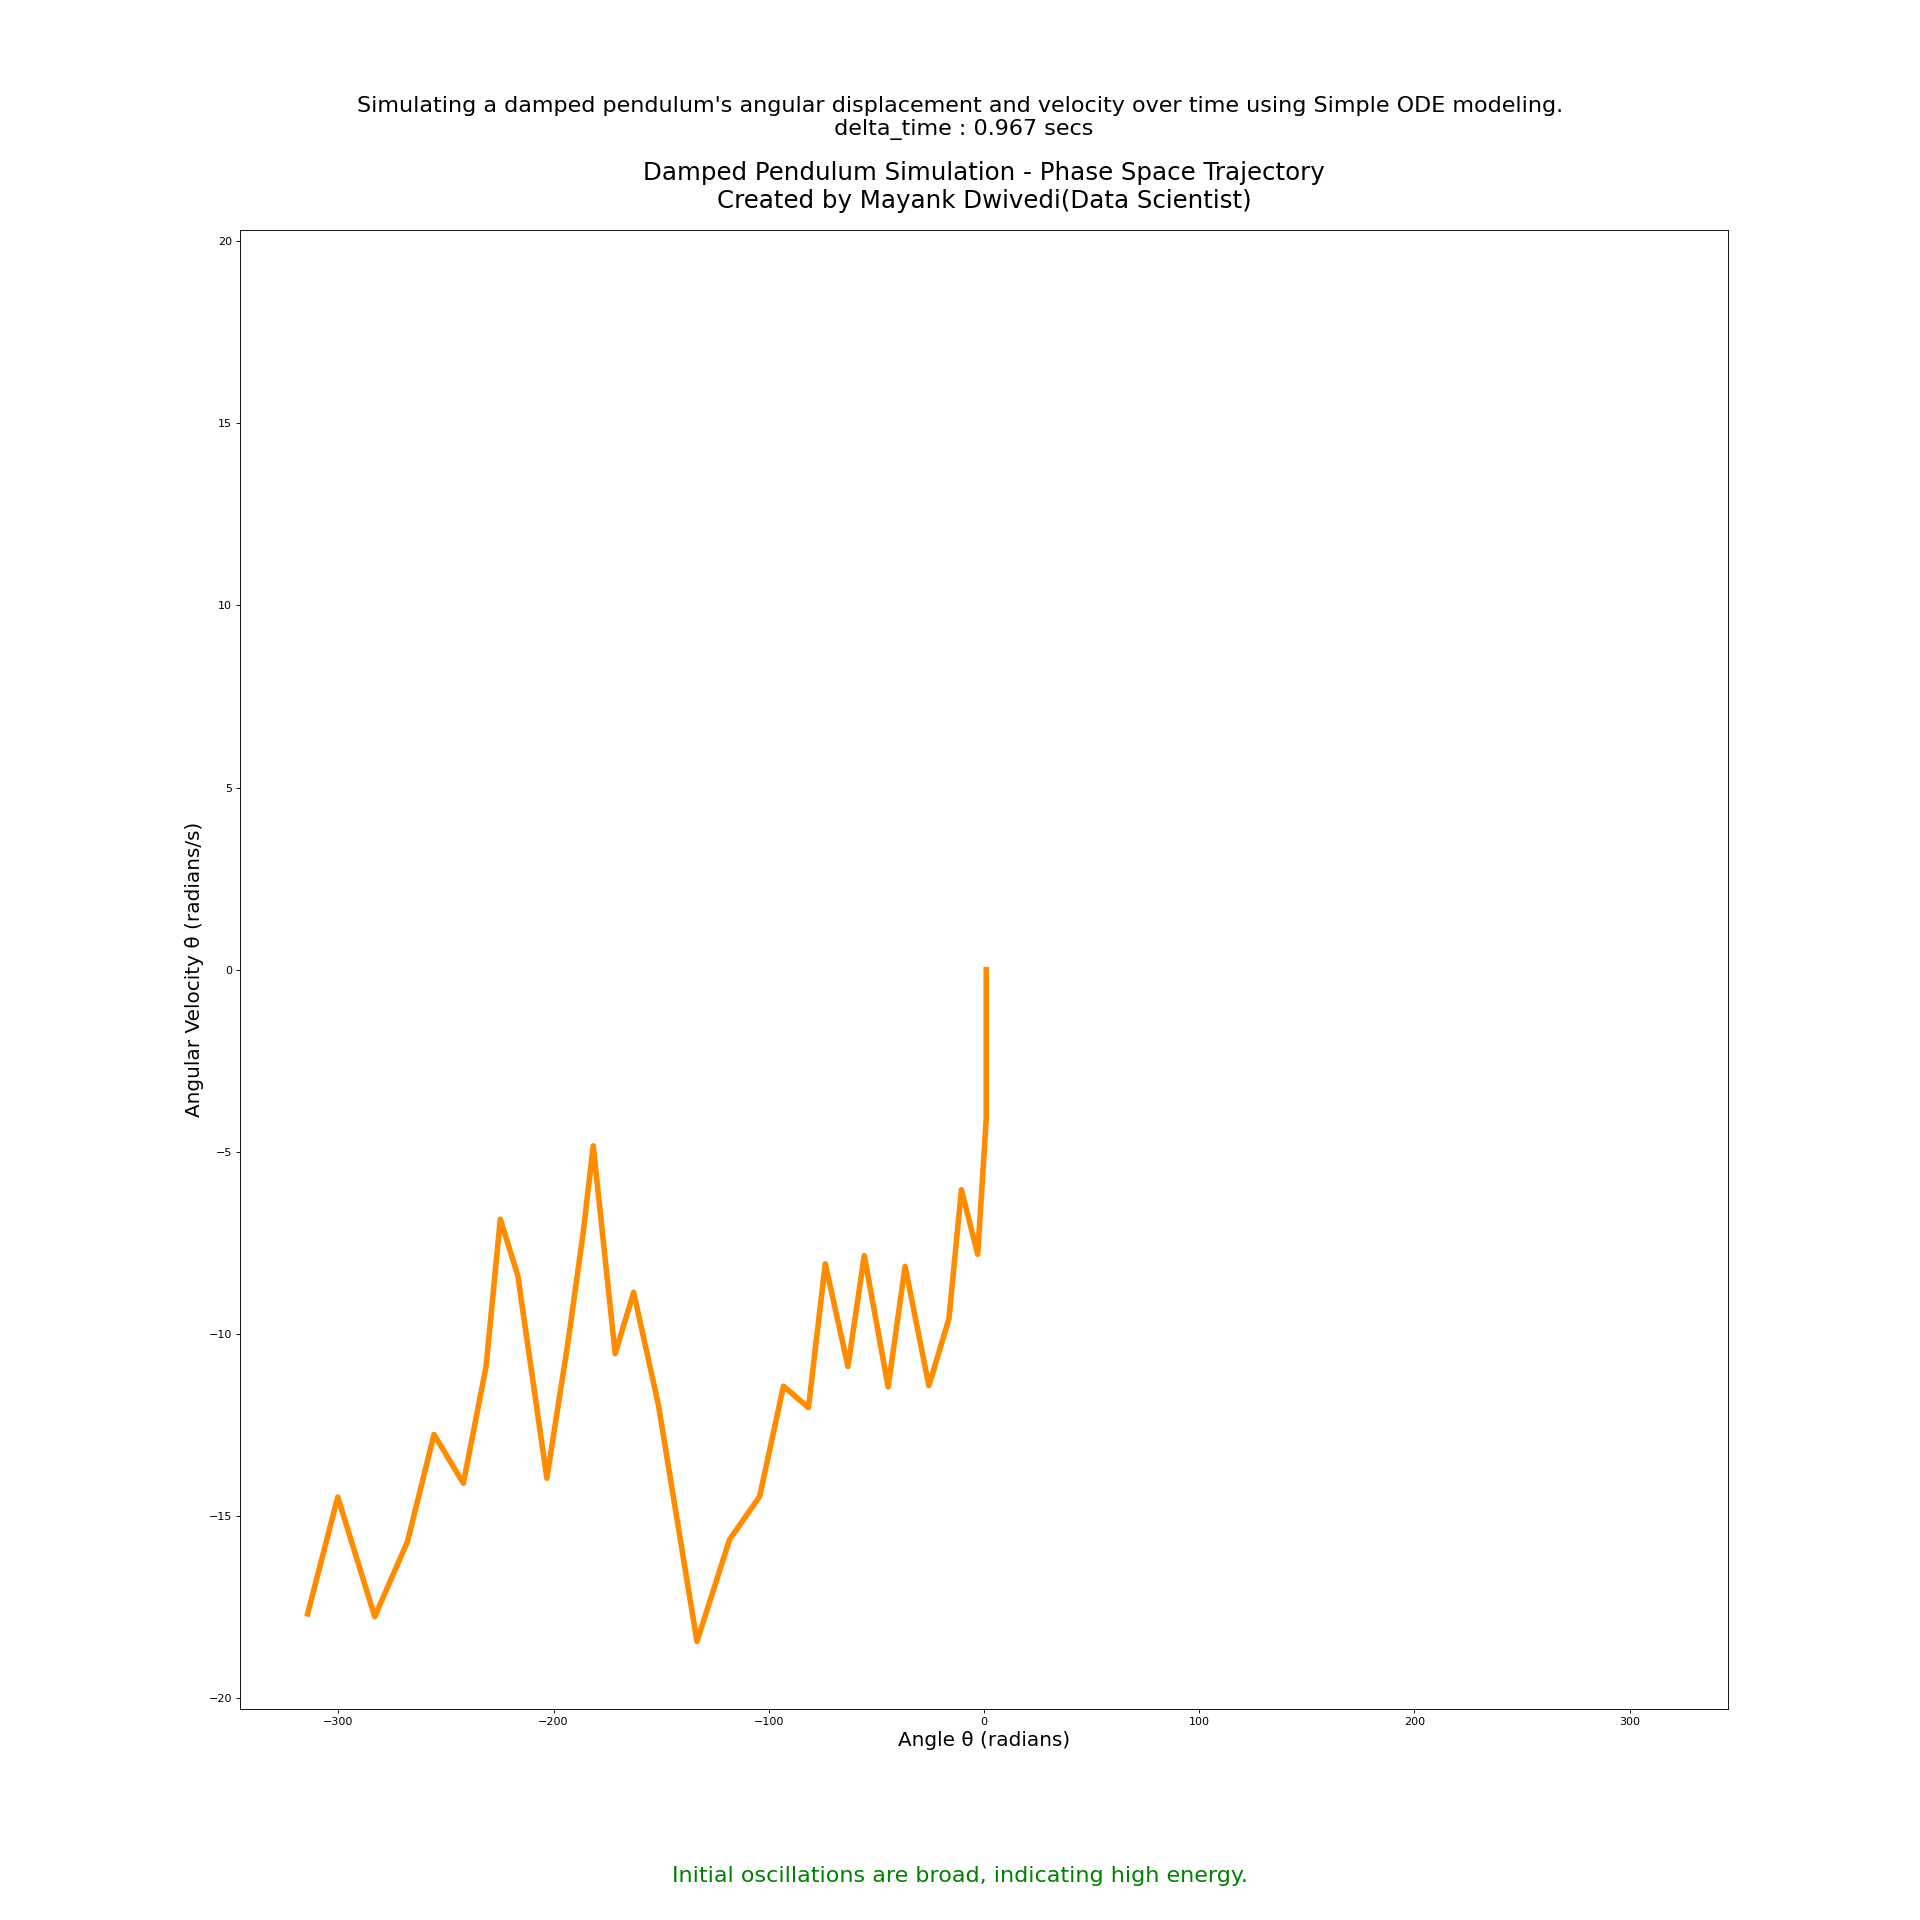 Simulating a damped pendulum's angular displacement and velocity over time using Simple ODE modeling.
delta_time : 0.967 secs
Damped Pendulum Simulation - Phase Space Trajectory
Created by Mayank Dwivedi(Data Scientist)
20
15
10
5
0
−5
−10
−15
−20
Angular Velocity θ (radians/s)
−300
−200
−100
0
100
200
300
Angle θ (radians)
Initial oscillations are broad, indicating high energy.